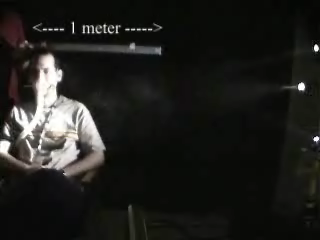 <---- 1 meter ----->